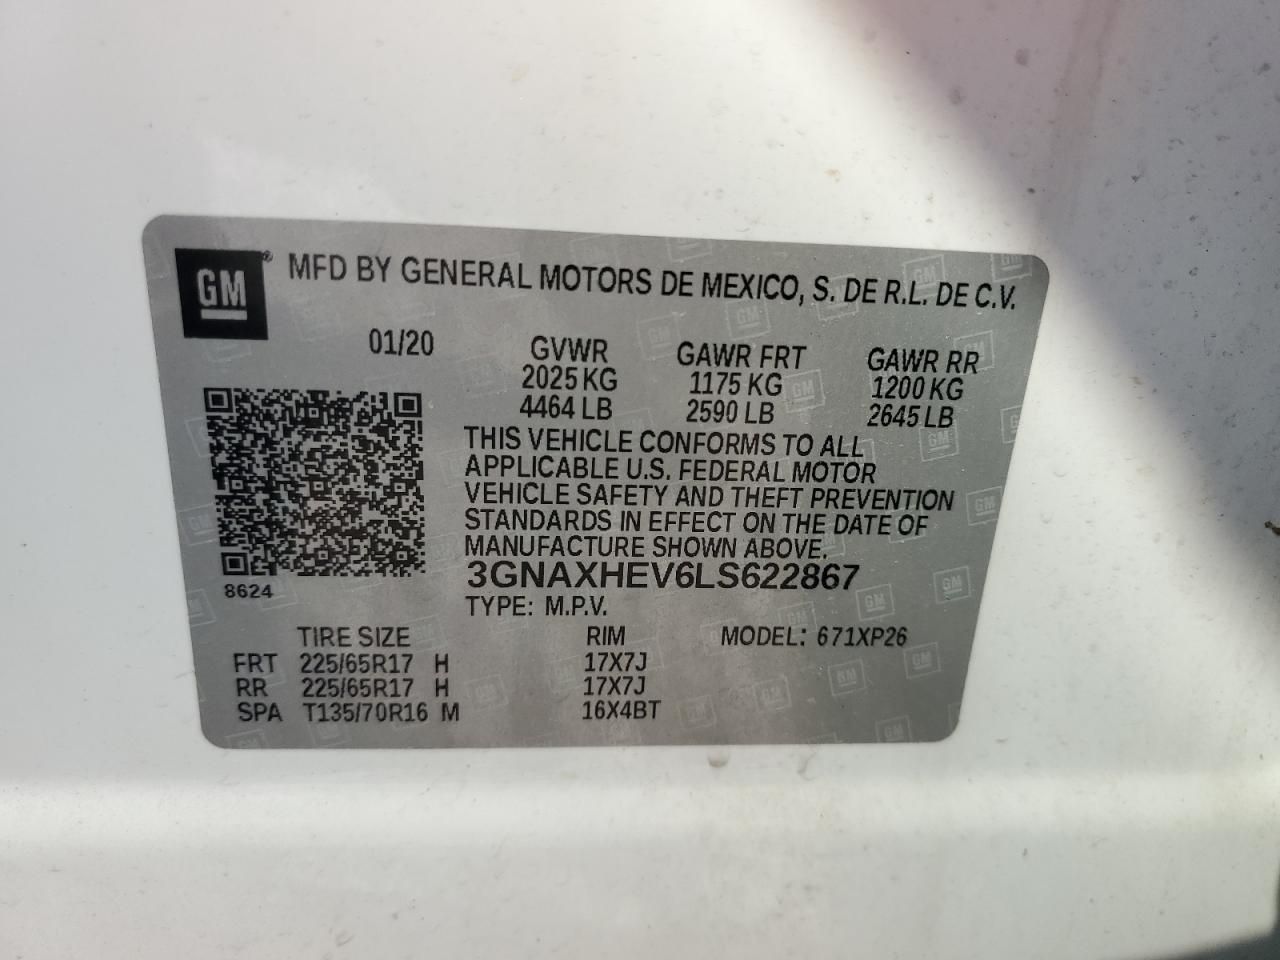 GM ® MFD BY GENERAL MOTORS DE MEXICO, S. DE R.L. DE C.V.
01/20 GVWR GAWR FRT GAWR RR
2025 KG 1175 KG 1200 KG
4464 LB 2590 LB 2645 LB
THIS VEHICLE CONFORMS TO ALL
APPLICABLE U.S. FEDERAL MOTOR
VEHICLE SAFETY AND THEFT PREVENTION
STANDARDS IN EFFECT ON THE DATE OF
MANUFACTURE SHOWN ABOVE.
8624 3GNAXHEV6LS622867
TYPE: M.P.V.
TIRE SIZE RIM MODEL: 671XP26
FRT 225/65R17 H 17X7J
RR 225/65R17 H 17X7J
SPA T135/70R16 M 16X4BT